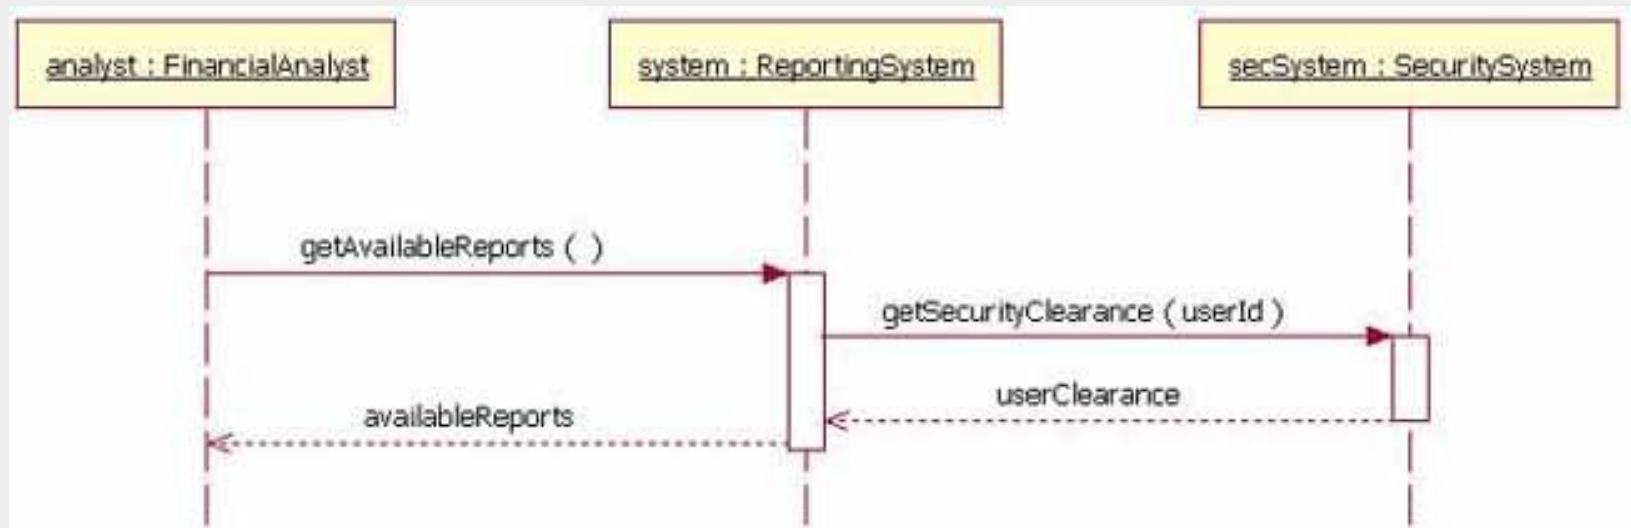 analyst : FinancialAnalyst
system : ReportingSystem
secSystem : SecuritySystem
getAvailableReports ( )
getSecurityClearance ( userId )
userClearance
availableReports